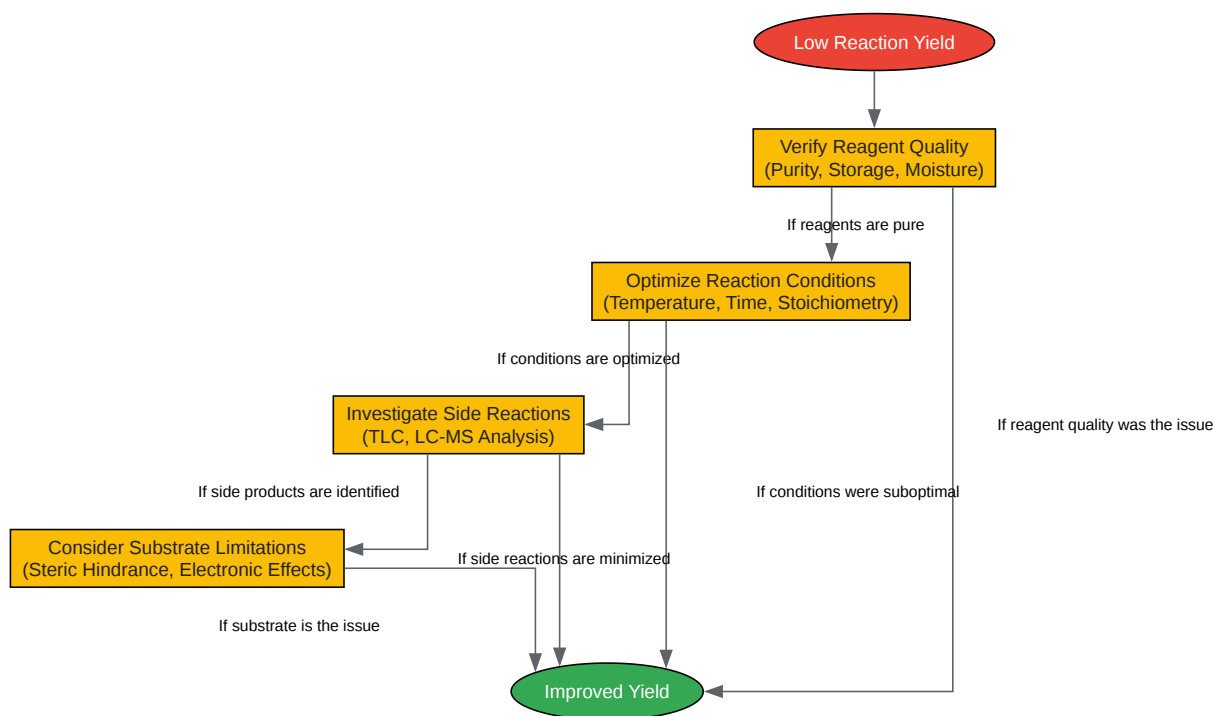 Low Reaction Yield
Verify Reagent Quality
(Purity, Storage, Moisture)
If reagents are pure
Optimize Reaction Conditions
(Temperature, Time, Stoichiometry)
If conditions are optimized
Investigate Side Reactions
(TLC, LC-MS Analysis)
If reagent quality was the issue
If side products are identified
If conditions were suboptimal
Consider Substrate Limitations
(Steric Hindrance, Electronic Effects)
If side reactions are minimized
If substrate is the issue
Improved Yield